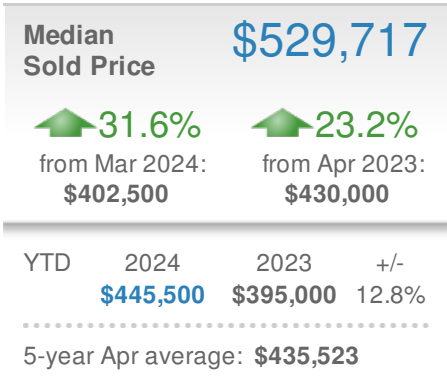 Median
Sold Price
$529,717
31.6% 23.2%
from Mar 2024: from Apr 2023:
$402,500 $430,000
YTD 2024 2023 +/-
$445,500 $395,000 12.8%
5-year Apr average: $435,523